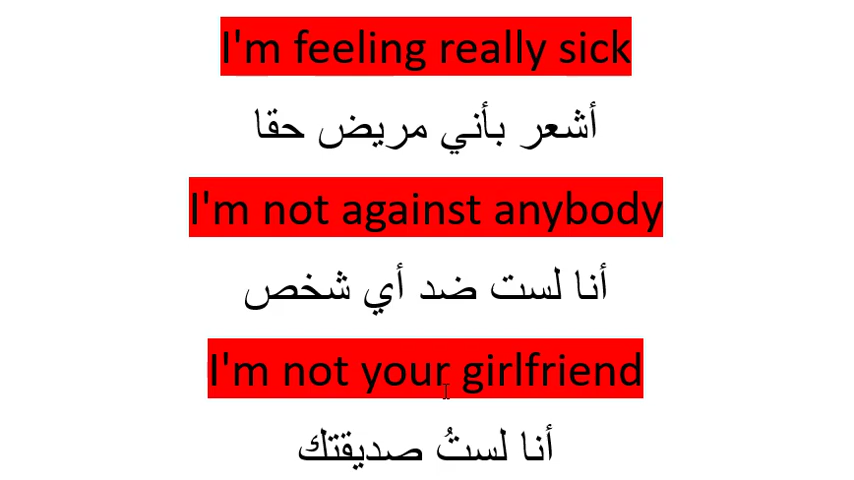 I'm feeling really sick
أشعر بأني مريض حقا
I'm not against anybody
أنا لست ضد أي شخص
I'm not your girlfriend
أنا لستُ صديقتك